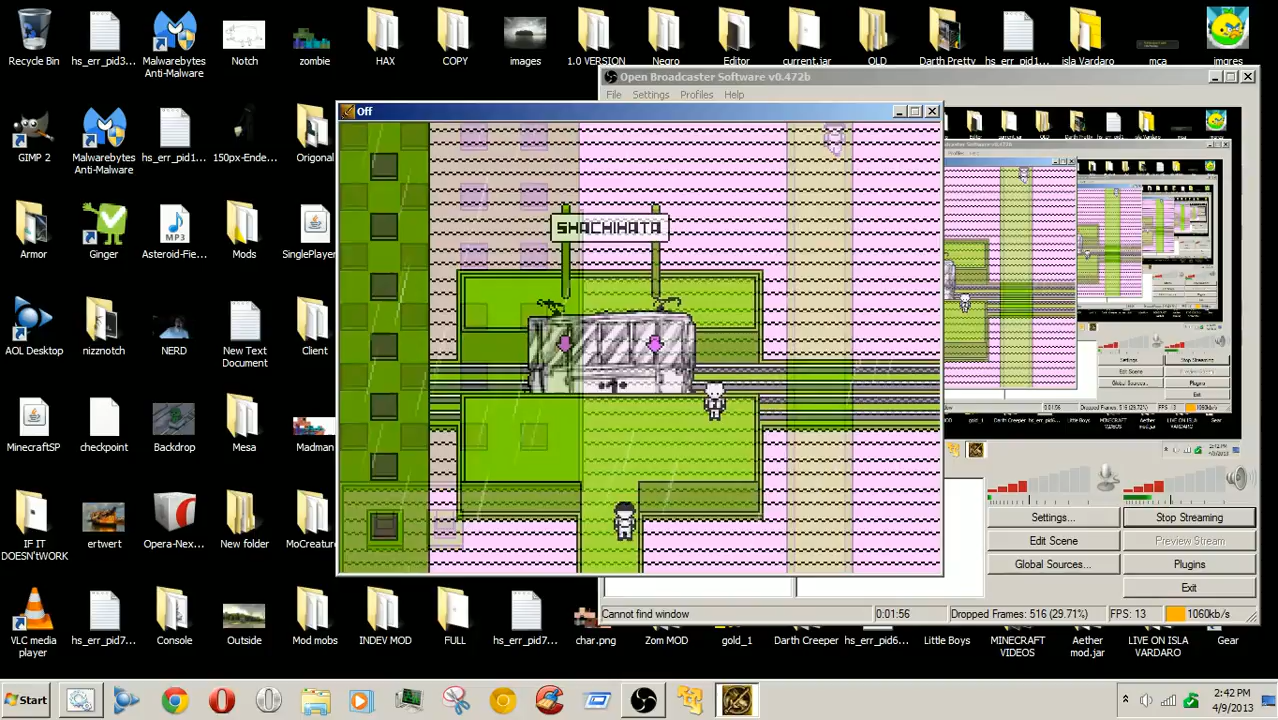 Recycle Bin
hs_err_pid3...
Malwarebytes
Anti-Malware
Notch
zombie
HAX
COPY
images
1.0 VERSION
Negro
Editor
current.jar
OLD
Darth Pretty
hs_err_pid1...
isla Vardaro
mca
imgres
Open Broadcaster Software v0.472b
File Settings Profiles Help
Off
GIMP 2
Malwarebytes
Anti-Malware
hs_err_pid1...
150px-Ende...
Origonal
SHACHIHATA
Armor
Ginger
MP3
Asteroid-Fie...
Mods
SinglePlayer
AOL Desktop
nizznotch
NERD
New Text
Document
Client
MinecraftSP
checkpoint
Backdrop
Mesa
Madman
IF IT
DOESN'tWORK
ertwert
Opera-Nex...
New folder
MoCreature
Settings...
Stop Streaming
Edit Scene
Preview Stream
Global Sources...
Plugins
Exit
Cannot find window
0:01:56
Dropped Frames: 516 (29.71%)
FPS: 13
1060kb/s
VLC media
player
hs_err_pid7...
Console
Outside
Mod mobs
INDEV MOD
FULL
hs_err_pid7...
char.png
Zom MOD
gold_1
Darth Creeper
hs_err_pid6...
Little Boys
MINECRAFT
VIDEOS
Aether
mod.jar
LIVE ON ISLA
VARDARO
Gear
Start
2:42 PM
4/9/2013